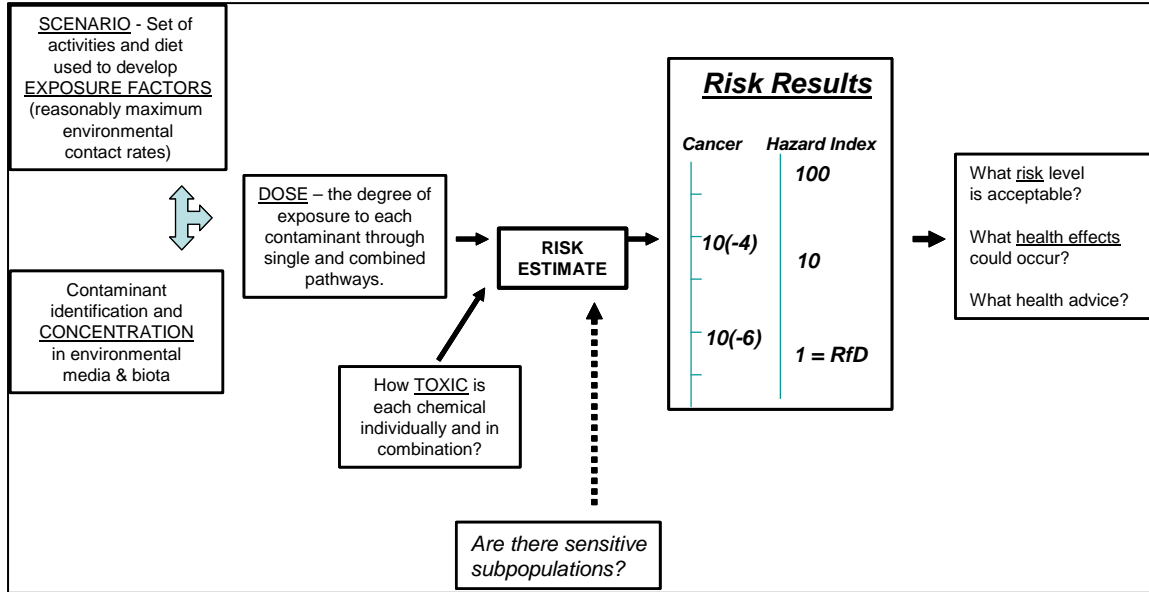 SCENARIO - Set of
activities and diet
used to develop
EXPOSURE FACTORS
(reasonably maximum
environmental
contact rates)
Contaminant
identification and
CONCENTRATION
in environmental
media & biota
DOSE – the degree of
exposure to each
contaminant through
single and combined
pathways.
How TOXIC is
each chemical
individually and in
combination?
RISK
ESTIMATE
Are there sensitive
subpopulations?
Risk Results
Cancer Hazard Index
100
10(-4)
10
10(-6)
1 = RfD
What risk level
is acceptable?
What health effects
could occur?
What health advice?